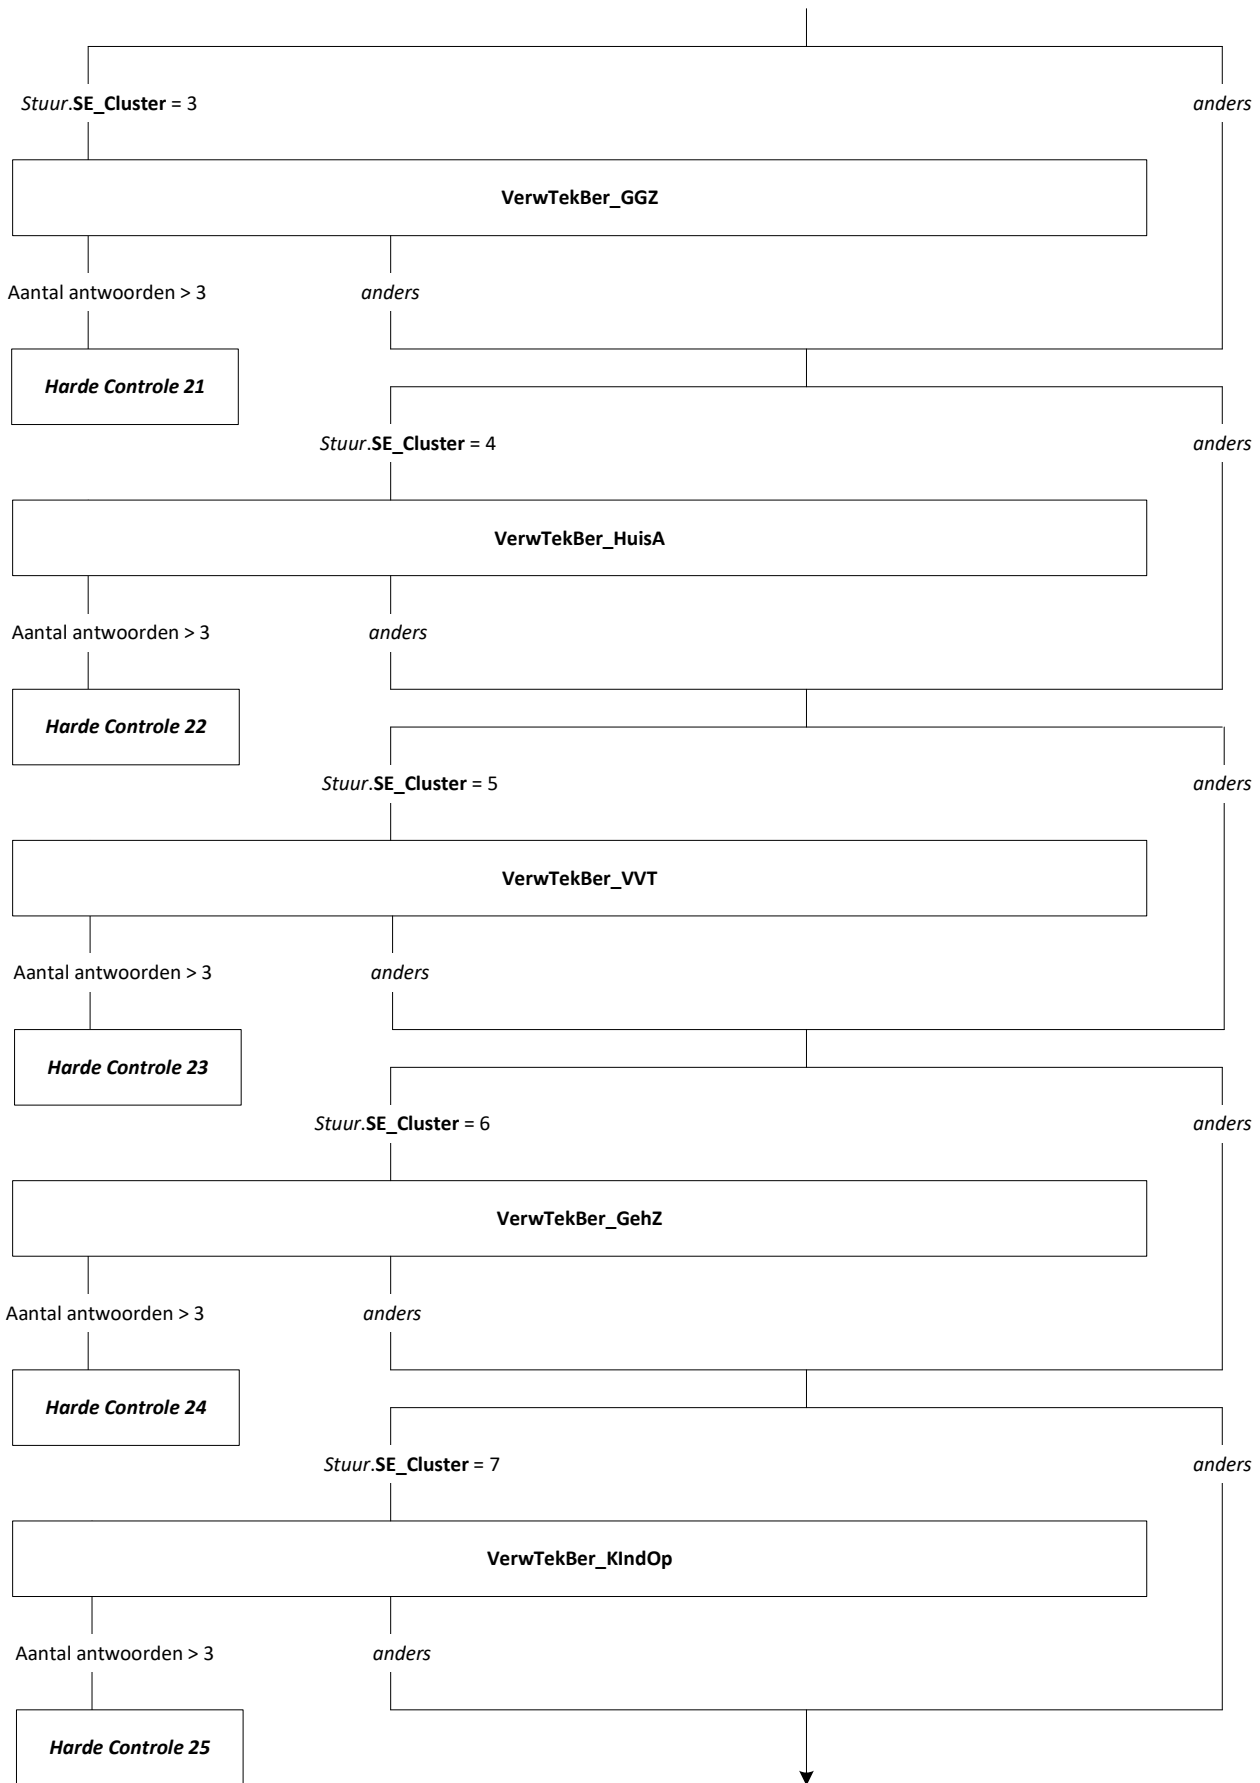 Stuur.SE_Cluster = 3
anders
VerwTekBer_GGZ
Aantal antwoorden > 3
anders
Harde Controle 21
Stuur.SE_Cluster = 4
anders
VerwTekBer_HuisA
Aantal antwoorden > 3
anders
Harde Controle 22
Stuur.SE_Cluster = 5
anders
VerwTekBer_VVT
Aantal antwoorden > 3
anders
Harde Controle 23
Stuur.SE_Cluster = 6
anders
VerwTekBer_GehZ
Aantal antwoorden > 3
anders
Harde Controle 24
Stuur.SE_Cluster = 7
anders
VerwTekBer_KIndOp
Aantal antwoorden > 3
anders
Harde Controle 25